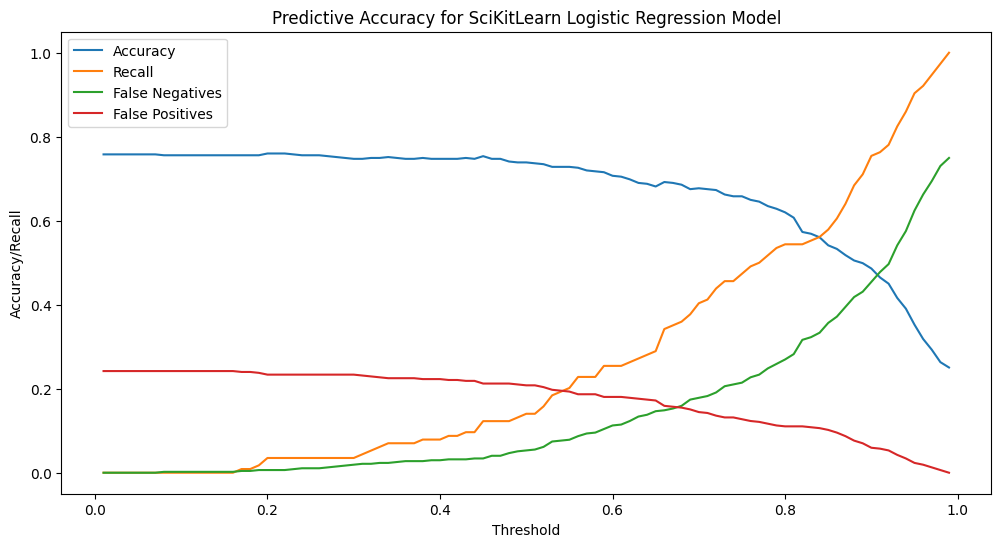 Predictive Accuracy for SciKitLearn Logistic Regression Model
Accuracy
Recall
False Negatives
False Positives
1.0
0.8
0.6
0.4
0.2
0.0
Accuracy/Recall
0.0 0.2 0.4 0.6 0.8 1.0
Threshold